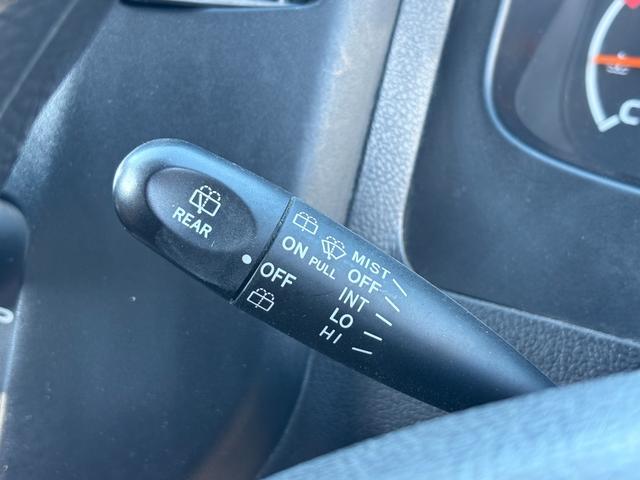 REAR
ON
OFF
PULL
MIST
OFF
INT
LO
HI
C